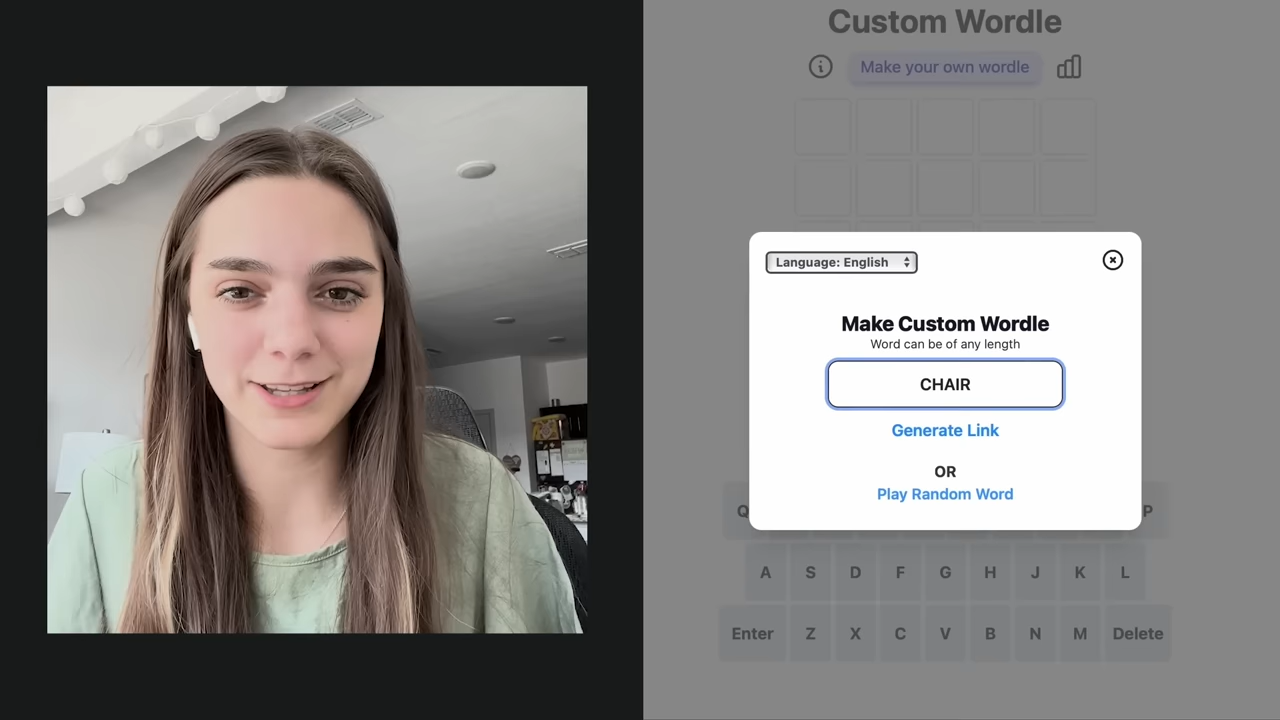 Custom Wordle
Make your own wordle
Language: English
Make Custom Wordle
Word can be of any length
CHAIR
Generate Link
OR
Play Random Word
Q P
A S D F G H J K L
Enter Z X C V B N M Delete